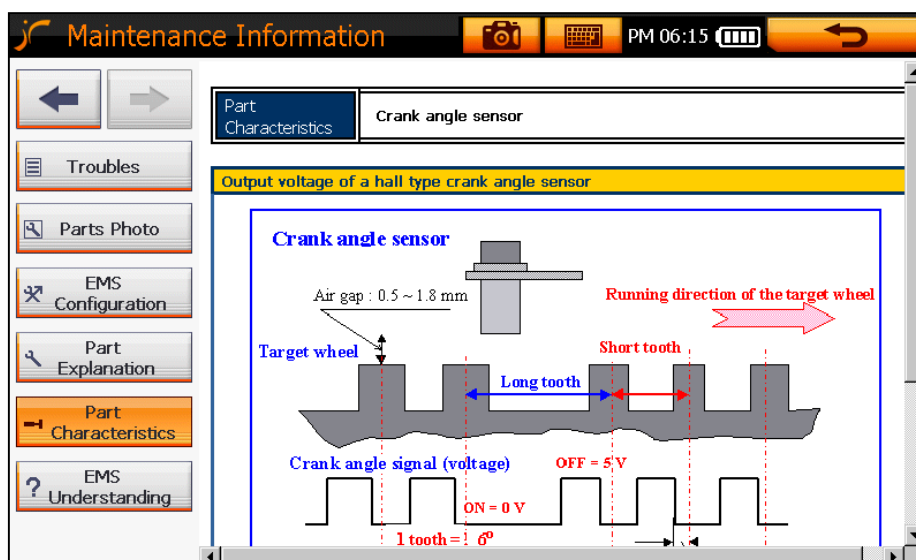 Maintenance Information
PM 06:15
Part
Characteristics
Crank angle sensor
Troubles
Parts Photo
EMS
Configuration
Part
Explanation
Part
Characteristics
EMS
Understanding
Output voltage of a hall type crank angle sensor
Crank angle sensor
Air gap : 0.5 ~ 1.8 mm
Running direction of the target wheel
Target wheel
Short tooth
Long tooth
Crank angle signal (voltage)
OFF = 5 V
ON = 0 V
1 tooth = 6º